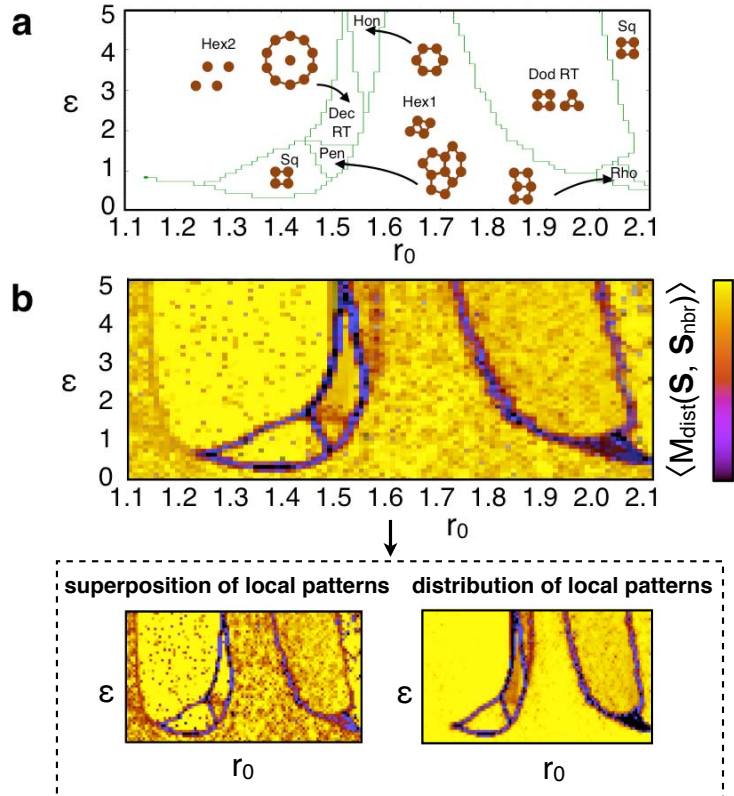 a
5
4
3
2
1
0
ε
Hon
Sq
Hex2
Dod RT
Dec
RT
Hex1
Pen
Sq
Rho
1.1 1.2 1.3 1.4 1.5 1.6 1.7 1.8 1.9 2.0 2.1
r0
b
5
4
3
2
1
0
ε
1.1 1.2 1.3 1.4 1.5 1.6 1.7 1.8 1.9 2.0 2.1
r0
⟨Mdist(S, Snbr)⟩
superposition of local patterns
distribution of local patterns
ε
ε
r0
r0